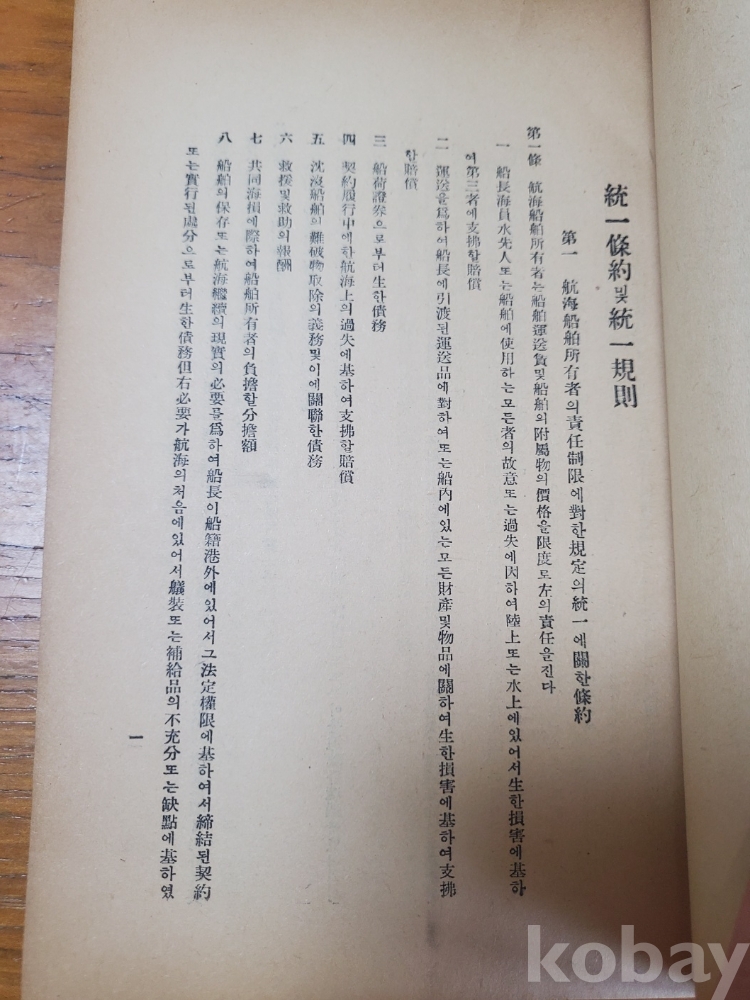 統一條約및統一規則
第一 航海船舶所有者의責任制限에對한規定의統一에關한條約
第一條 航海船舶所有者는船舶運送賃및船舶의附屬物의價格을限度로左의責任을진다
一 船長海員水先人또는船舶에使用하는모든者의故意또는過失에因하여陸上또는水上에있어서生한損害에基하
여第三者에支拂할賠償
二 運送을爲하여船長에引渡된運送品에對하여또는船內에있는모든財產및物品에關하여生한損害에基하여支拂
할賠償
三 船荷證券으로부터生한債務
四 契約履行中에한航海上의過失에基하여支拂할賠償
五 沈沒船舶의難破物取除의義務및이에關聯한債務
六 救援및救助의報酬
七 共同海損에際하여船舶所有者의負擔할分擔額
八 船舶의保存또는航海繼續의現實의必要를爲하여船長이船籍港外에있어서그法定權限에基하여서締結된契約
또는實行된處分으로부터生한債務但右必要가航海의처음에있어서艤裝또는補給品의不充分또는缺點에基하였
一
kobay